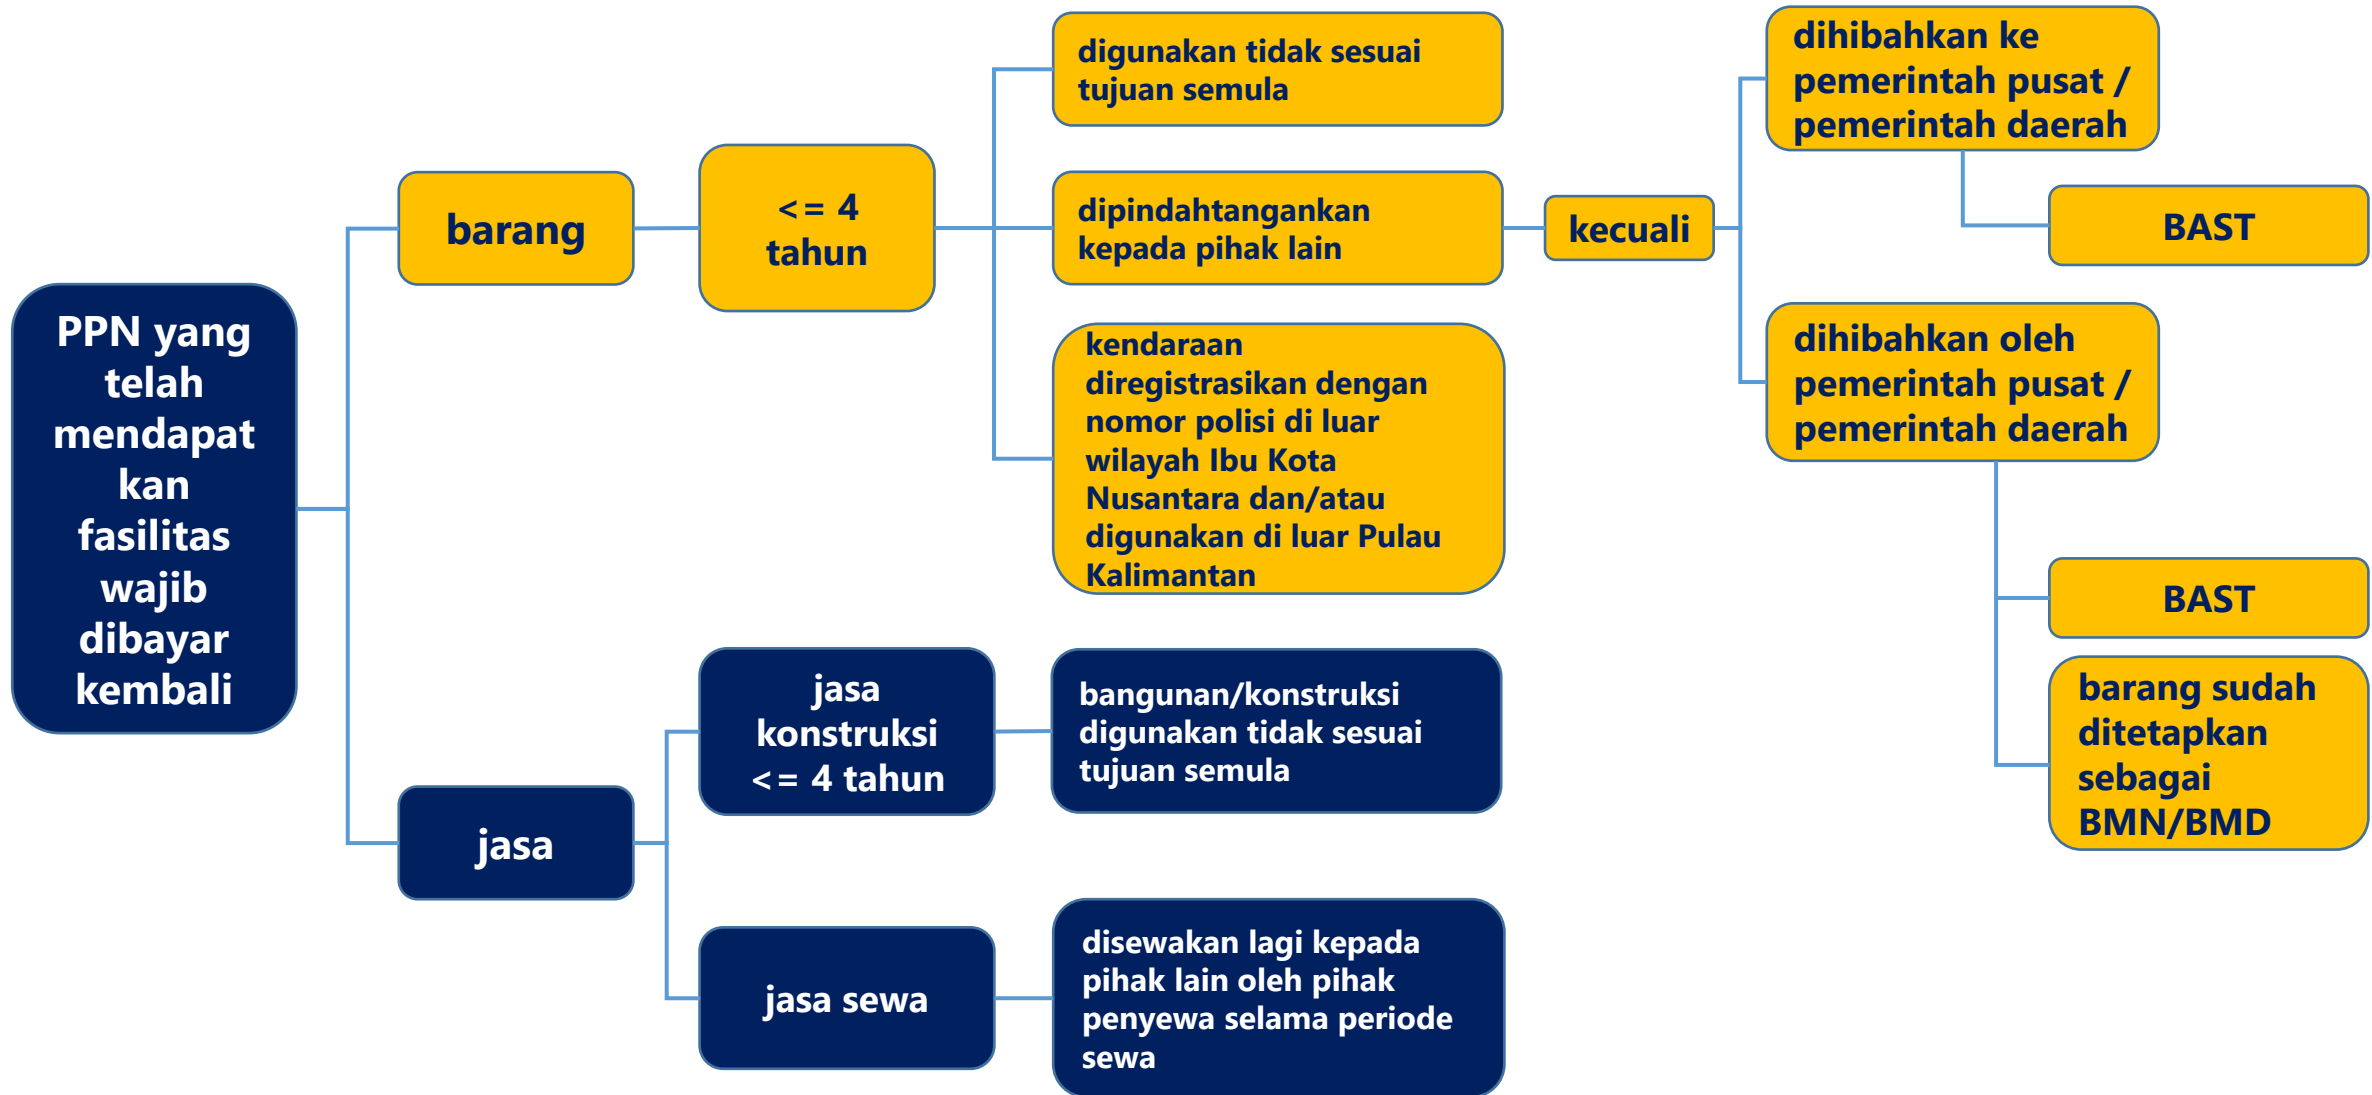 PPN yang
telah
mendapat
kan
fasilitas
wajib
dibayar
kembali
barang
<= 4
tahun
digunakan tidak sesuai
tujuan semula
dipindahtangankan
kepada pihak lain
kecuali
dihibahkan ke
pemerintah pusat /
pemerintah daerah
BAST
dihibahkan oleh
pemerintah pusat /
pemerintah daerah
BAST
barang sudah
ditetapkan
sebagai
BMN/BMD
kendaraan
diregistrasikan dengan
nomor polisi di luar
wilayah Ibu Kota
Nusantara dan/atau
digunakan di luar Pulau
Kalimantan
jasa
jasa
konstruksi
<= 4 tahun
bangunan/konstruksi
digunakan tidak sesuai
tujuan semula
jasa sewa
disewakan lagi kepada
pihak lain oleh pihak
penyewa selama periode
sewa